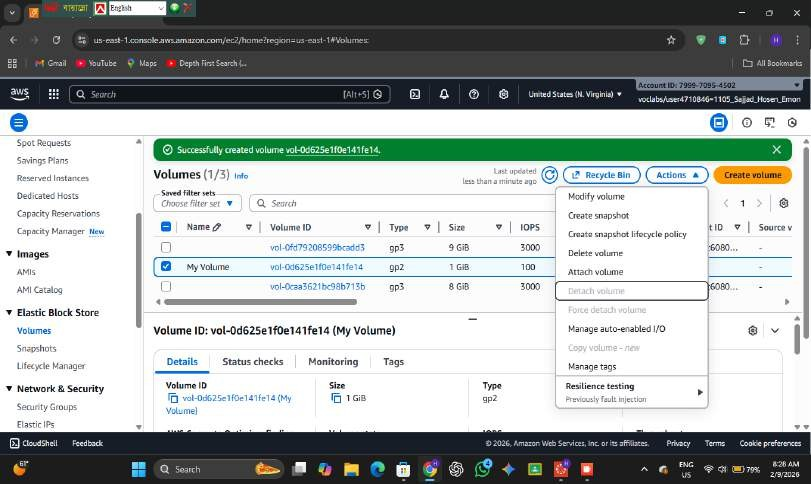 বায়ান্নো English
us-east-1.console.aws.amazon.com/ec2/home?region=us-east-1#Volumes:
Gmail YouTube Maps Depth First Search (... All Bookmarks
aws Search [Alt+S] United States (N. Virginia) Account ID: 7999-7095-4502
voclabs/user4710846=1105_Sajjad_Hosen_Emon
Spot Requests
Savings Plans
Reserved Instances
Dedicated Hosts
Capacity Reservations
Capacity Manager New
Images
AMIs
AMI Catalog
Elastic Block Store
Volumes
Snapshots
Lifecycle Manager
Network & Security
Security Groups
Elastic IPs
Successfully created volume vol-0d625e1f0e141fe14.
Volumes (1/3) Info
Last updated
less than a minute ago
Recycle Bin Actions Create volume
Saved filter sets
Choose filter set Search 1
Name Volume ID Type Size IOPS Source v
vol-0fd79208599bcadd3 gp3 9 GiB 3000 -
My Volume vol-0d625e1f0e141fe14 gp2 1 GiB 100 -
vol-0caa3621bc98b713b gp3 8 GiB 3000 -
Modify volume
Create snapshot
Create snapshot lifecycle policy
Delete volume
Attach volume
Detach volume
Force detach volume
Manage auto-enabled I/O
Copy volume - new
Manage tags
Resilience testing
Previously fault injection
Volume ID: vol-0d625e1f0e141fe14 (My Volume)
Details Status checks Monitoring Tags
Volume ID Size Type
vol-0d625e1f0e141fe14 (My Volume) 1 GiB gp2
CloudShell Feedback © 2026, Amazon Web Services, Inc. or its affiliates. Privacy Terms Cookie preferences
61° Search ENG US 79% 8:28 AM
2/9/2026